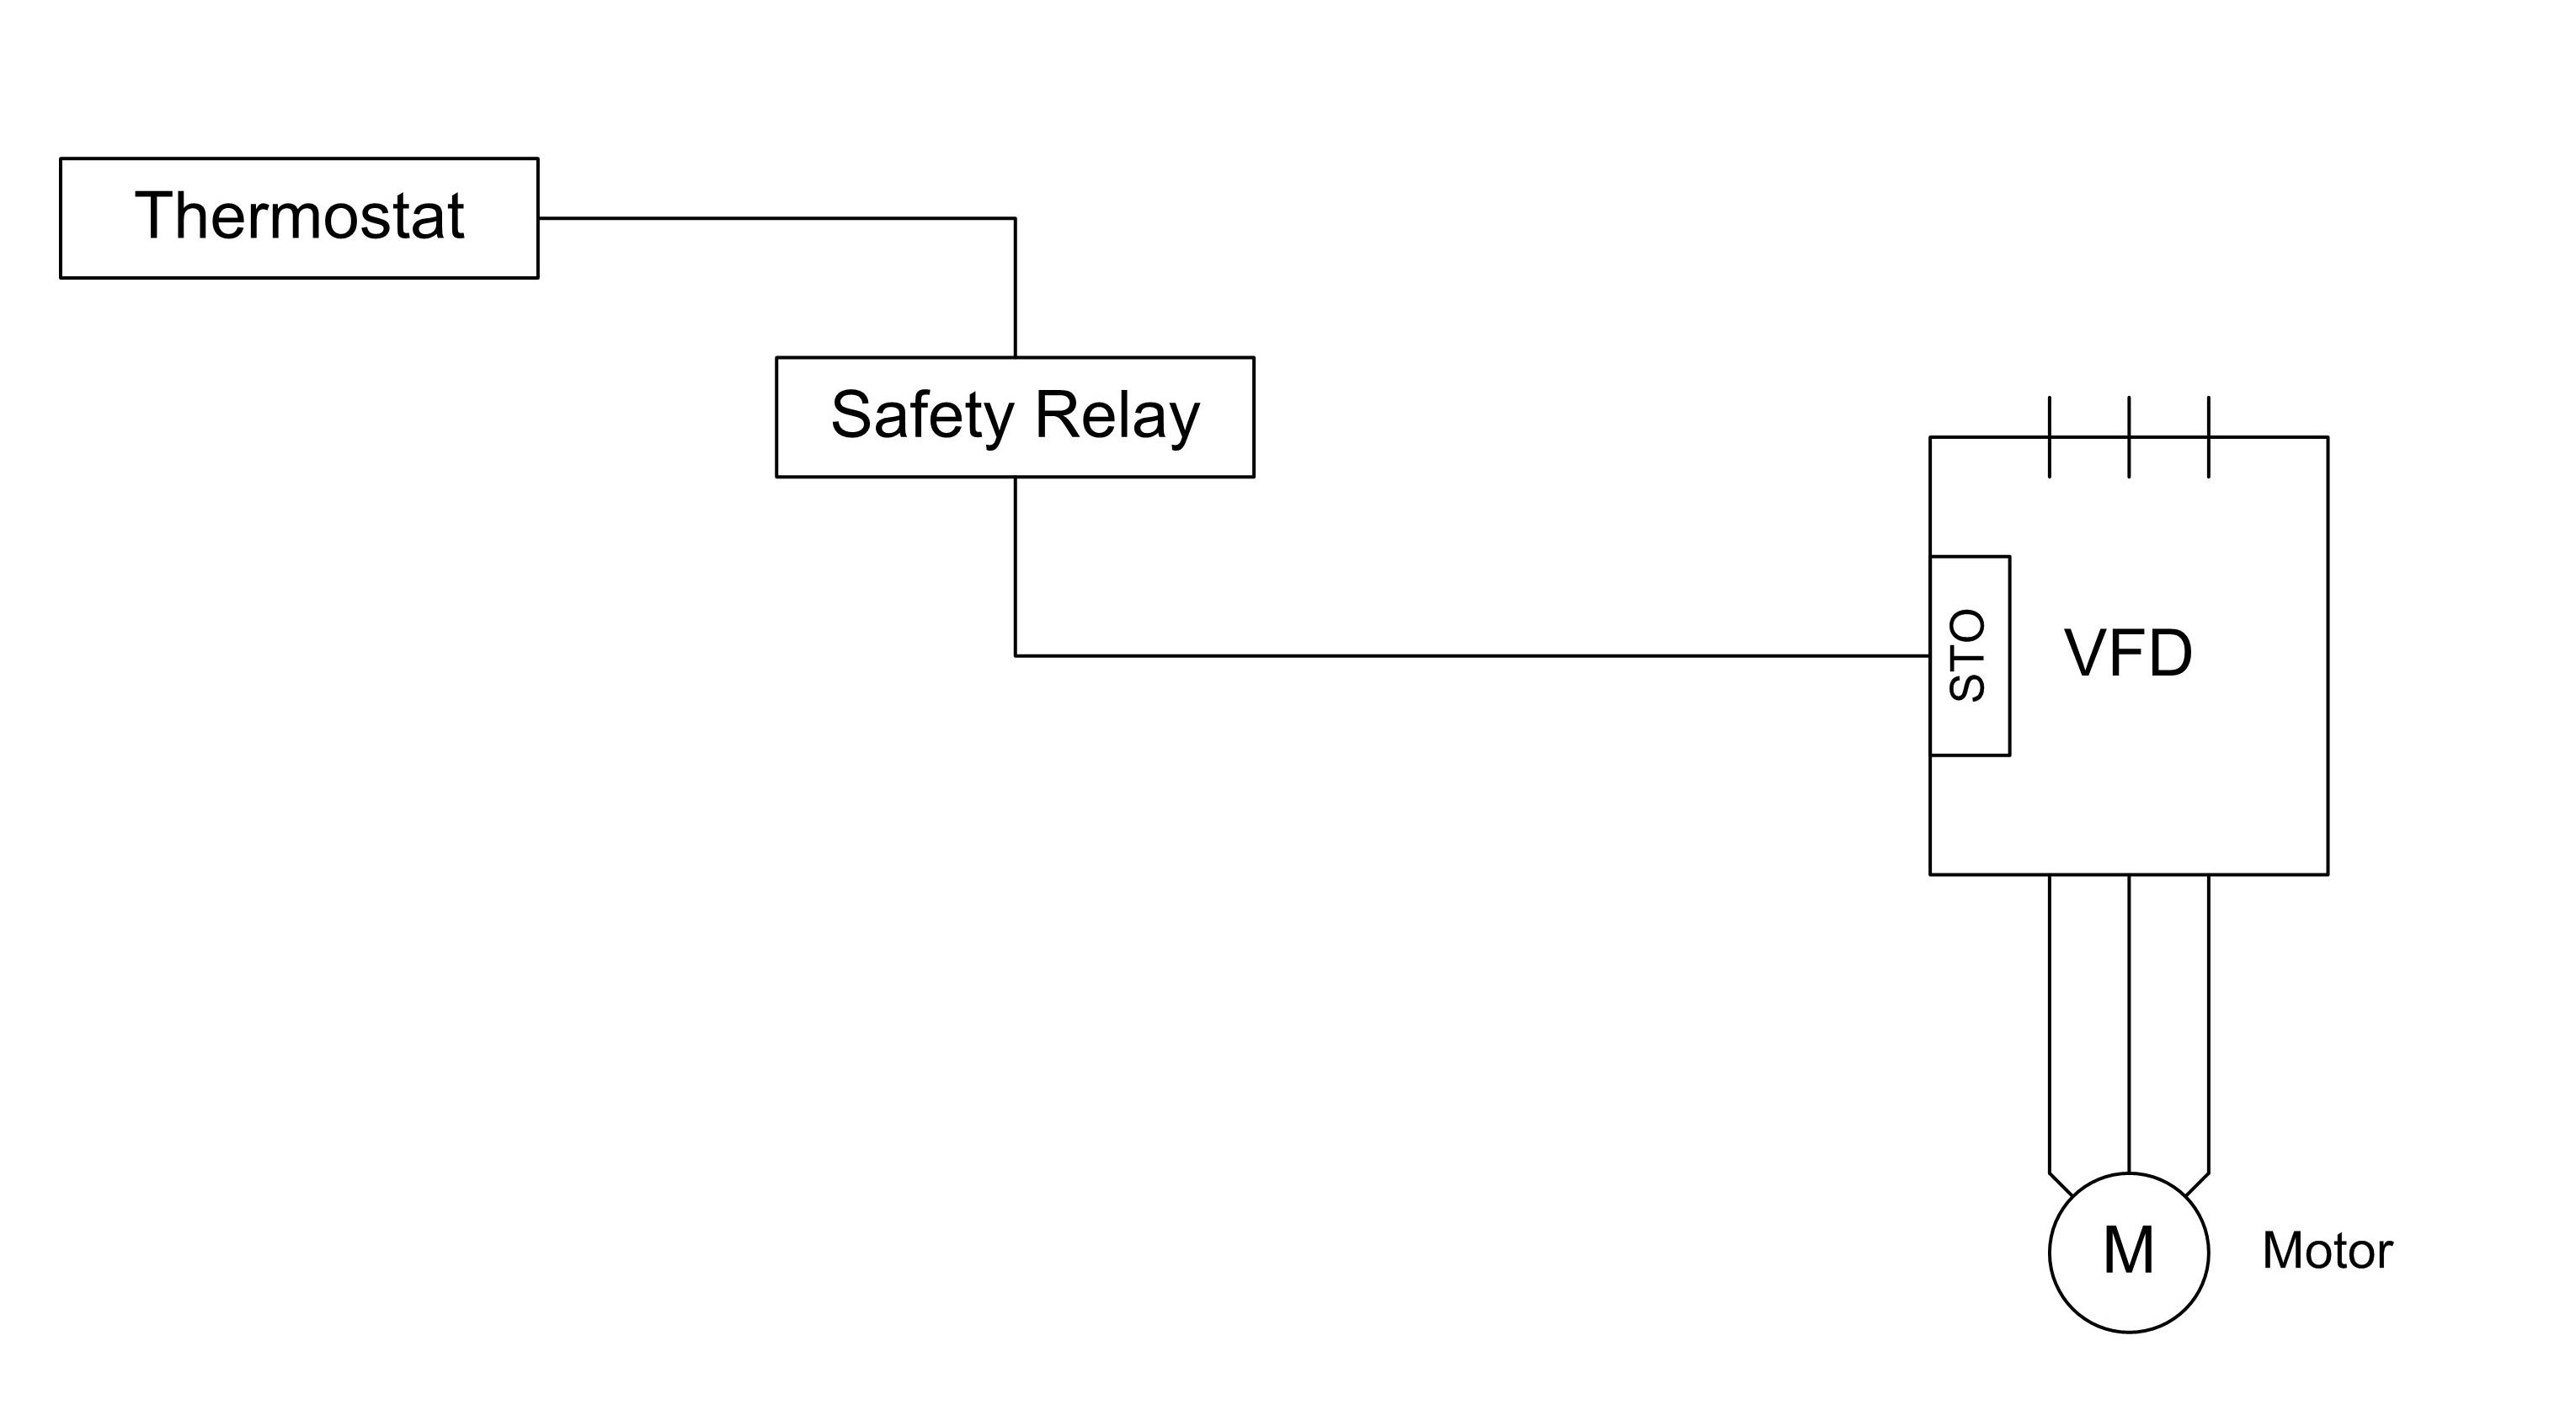 Thermostat
Safety Relay
STO
VFD
M
Motor